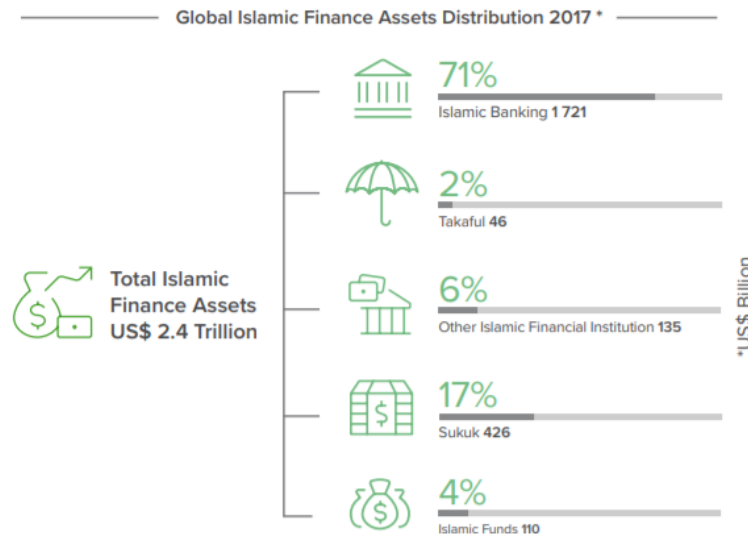 Global Islamic Finance Assets Distribution 2017 *
71%
Islamic Banking 1 721
2%
Takaful 46
Total Islamic
Finance Assets
US$ 2.4 Trillion
6%
Other Islamic Financial Institution 135
17%
Sukuk 426
4%
Islamic Funds 110
*US$ Billion